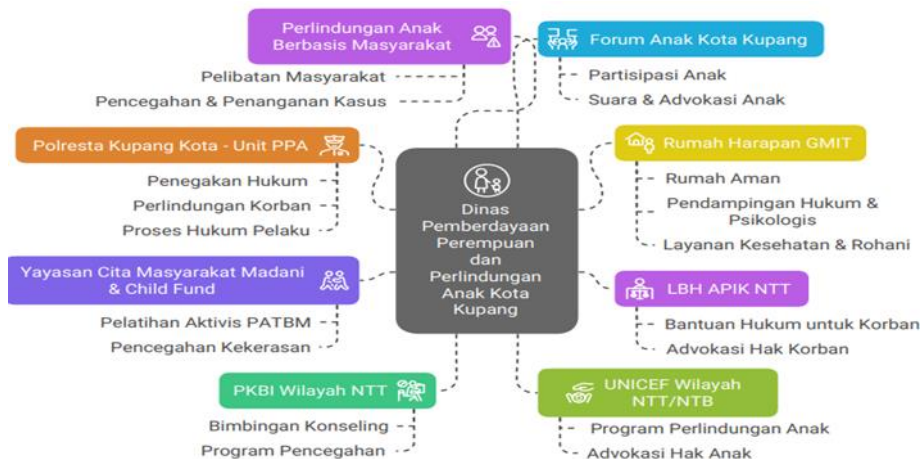 Perlindungan Anak
Berbasis Masyarakat
Pelibatan Masyarakat
Pencegahan & Penanganan Kasus
Forum Anak Kota Kupang
Partisipasi Anak
Suara & Advokasi Anak
Polresta Kupang Kota - Unit PPA
Penegakan Hukum
Perlindungan Korban
Proses Hukum Pelaku
Dinas
Pemberdayaan
Perempuan
dan
Perlindungan
Anak Kota
Kupang
Rumah Harapan GMIT
Rumah Aman
Pendampingan Hukum &
Psikologis
Layanan Kesehatan & Rohani
Yayasan Cita Masyarakat Madani
& Child Fund
Pelatihan Aktivis PATBM
Pencegahan Kekerasan
LBH APIK NTT
Bantuan Hukum untuk Korban
Advokasi Hak Korban
PKBI Wilayah NTT
Bimbingan Konseling
Program Pencegahan
UNICEF Wilayah
NTT/NTB
Program Perlindungan Anak
Advokasi Hak Anak